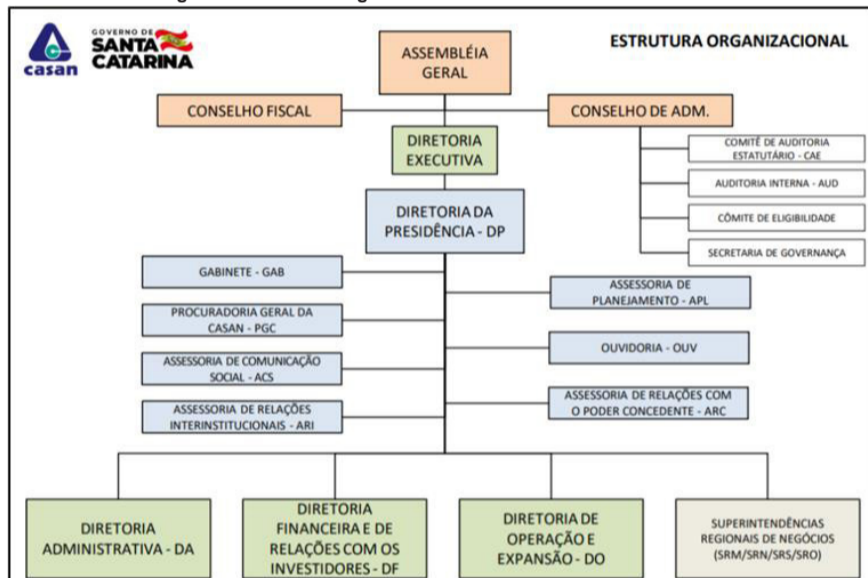 casan
GOVERNO DE
SANTA
CATARINA
ESTRUTURA ORGANIZACIONAL
ASSEMBLÉIA
GERAL
CONSELHO FISCAL
CONSELHO DE ADM.
DIRETORIA
EXECUTIVA
COMITÊ DE AUDITORIA
ESTATUTÁRIO - CAE
AUDITORIA INTERNA - AUD
CÔMITE DE ELIGIBILIDADE
SECRETARIA DE GOVERNANÇA
DIRETORIA DA
PRESIDÊNCIA - DP
GABINETE - GAB
PROCURADORIA GERAL DA
CASAN - PGC
ASSESSORIA DE COMUNICAÇÃO
SOCIAL - ACS
ASSESSORIA DE RELAÇÕES
INTERINSTITUCIONAIS - ARI
ASSESSORIA DE
PLANEJAMENTO - APL
OUVIDORIA - OUV
ASSESSORIA DE RELAÇÕES COM
O PODER CONCEDENTE - ARC
DIRETORIA
ADMINISTRATIVA - DA
DIRETORIA
FINANCEIRA E DE
RELAÇÕES COM OS
INVESTIDORES - DF
DIRETORIA DE
OPERAÇÃO E
EXPANSÃO - DO
SUPERINTENDÊNCIAS
REGIONAIS DE NEGÓCIOS
(SRM/SRN/SRS/SRO)